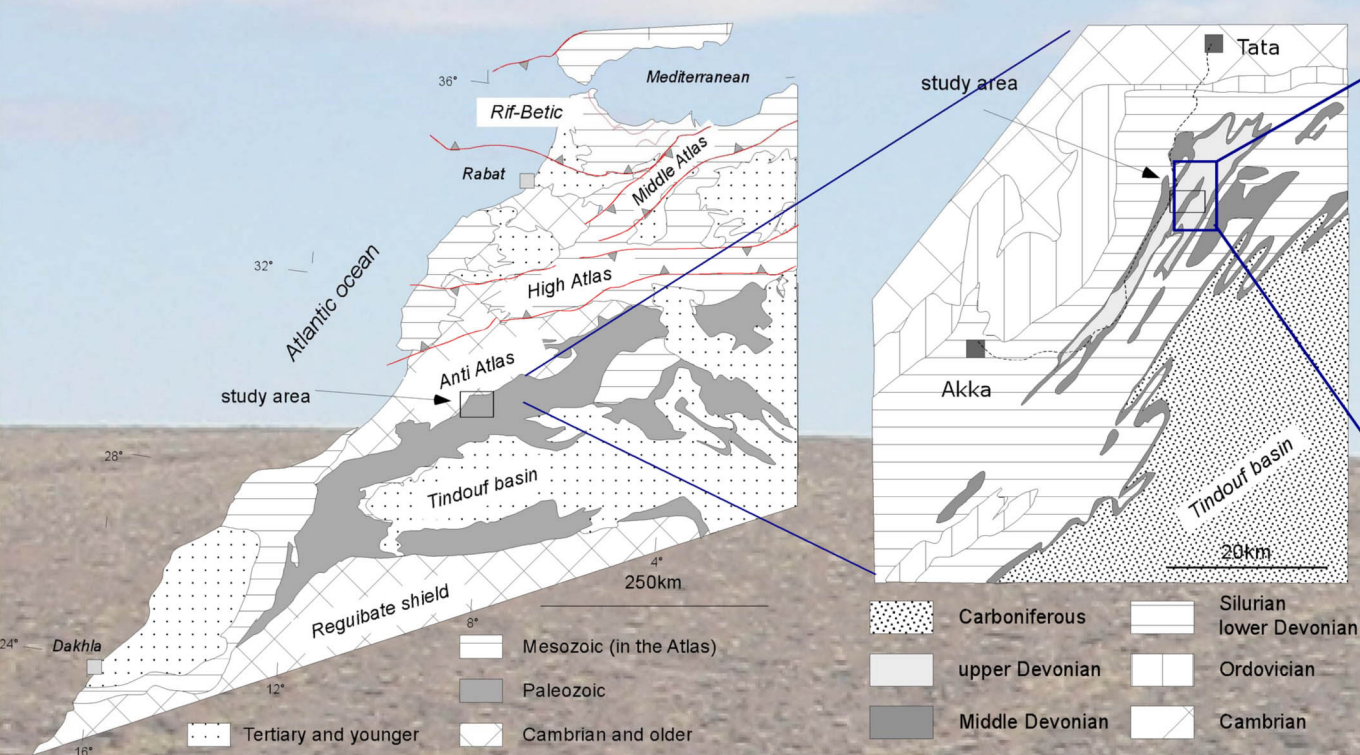 Mediterranean
36°
Rif-Betic
Rabat
Middle Atlas
32°
Atlantic ocean
High Atlas
Anti Atlas
study area
28°
Tindouf basin
4°
250km
Reguibate shield
8°
24°
Dakhla
12°
16°
Mesozoic (in the Atlas)
Paleozoic
Tertiary and younger
Cambrian and older
Tata
study area
Akka
Tindouf basin
20km
Carboniferous
Silurian
lower Devonian
upper Devonian
Ordovician
Middle Devonian
Cambrian